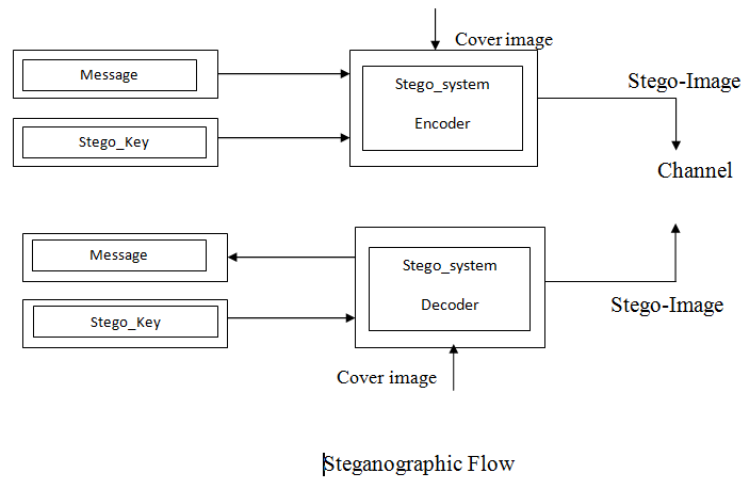 Cover image
Message
Stego_system
Stego-Image
Encoder
Stego_Key
Channel
Message
Stego_system
Stego_Key
Decoder
Stego-Image
Cover image
Steganographic Flow